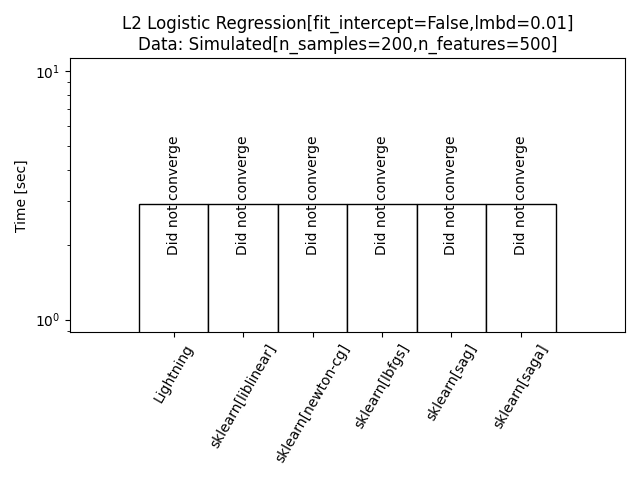 L2 Logistic Regression[fit_intercept=False,lmbd=0.01]
Data: Simulated[n_samples=200,n_features=500]
10¹
Time [sec]
10⁰
Did not converge
Did not converge
Did not converge
Did not converge
Did not converge
Did not converge
Lightning
sklearn[liblinear]
sklearn[newton-cg]
sklearn[lbfgs]
sklearn[sag]
sklearn[saga]